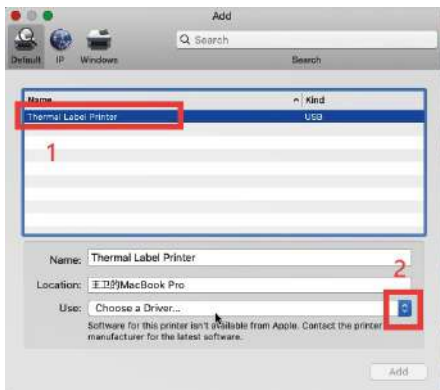 Add
Search
Default IP Windows Search
Name Kind
Thermal Label Printer USB
1
Name: Thermal Label Printer
2
Location: 王卫的MacBook Pro
Use: Choose a Driver...
Software for this printer isn't available from Apple. Contact the printer
manufacturer for the latest software.
Add